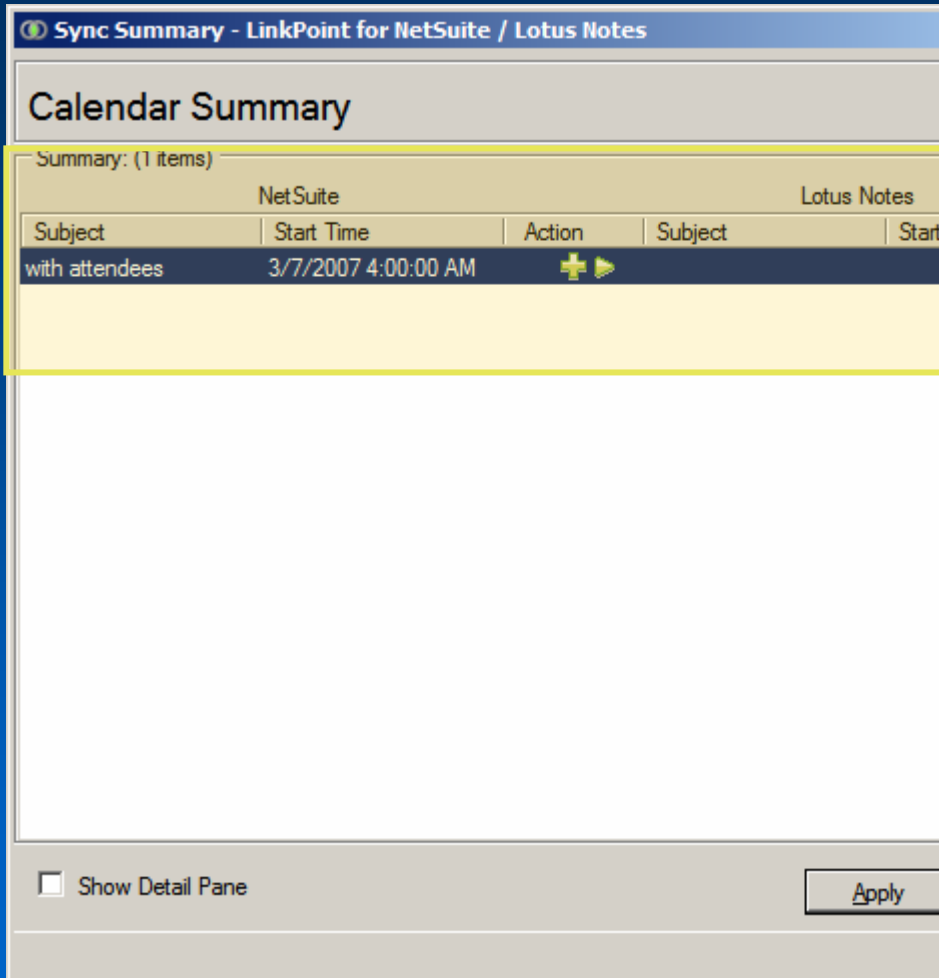 Sync Summary - LinkPoint for NetSuite / Lotus Notes
Calendar Summary
Summary: (1 items)
NetSuite Lotus Notes
Subject Start Time Action Subject Start
with attendees 3/7/2007 4:00:00 AM
Show Detail Pane Apply